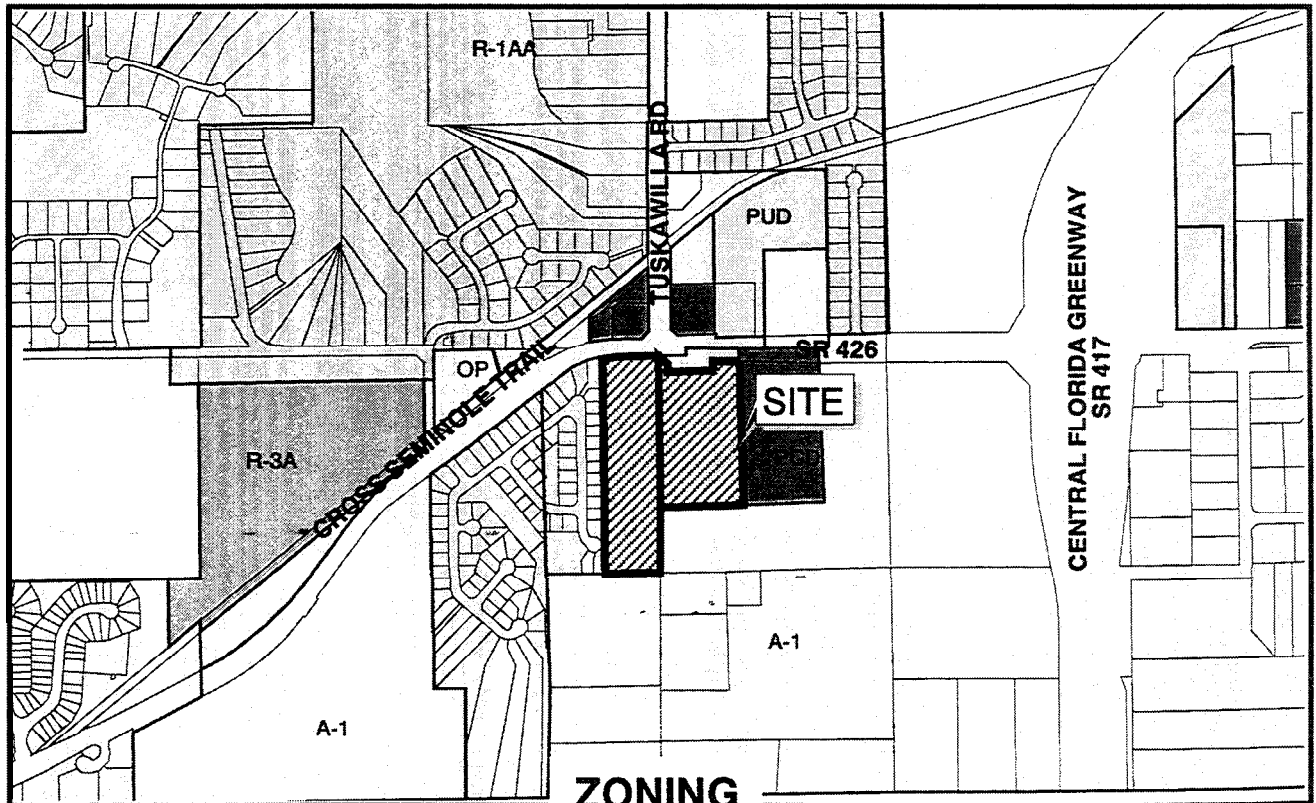 R-1AA
TUSKAWILLA RD
PUD
CENTRAL FLORIDA GREENWAY
SR 417
SR 426
OP
CROSS SEMINOLE TRAIL
SITE
R-3A
PCD
A-1
A-1
ZONING